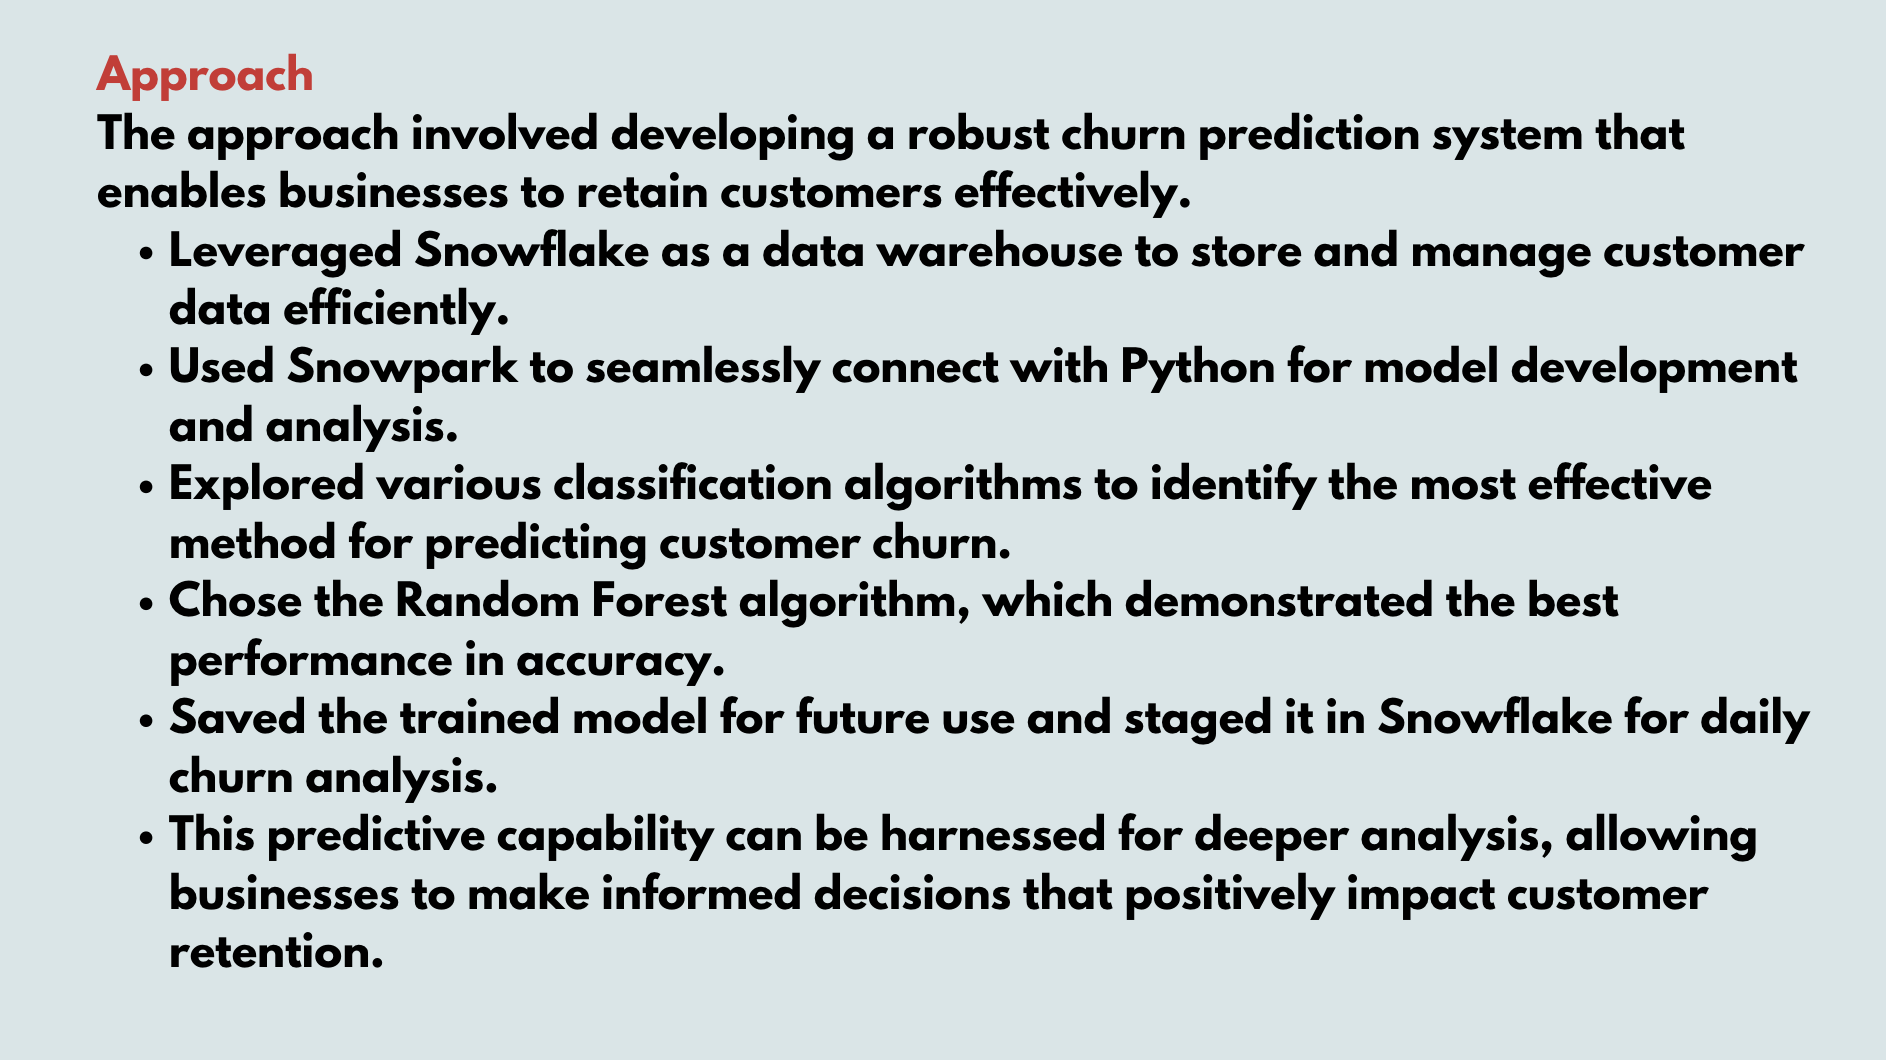 Approach
The approach involved developing a robust churn prediction system that
enables businesses to retain customers effectively.
• Leveraged Snowflake as a data warehouse to store and manage customer
data efficiently.
• Used Snowpark to seamlessly connect with Python for model development
and analysis.
• Explored various classification algorithms to identify the most effective
method for predicting customer churn.
• Chose the Random Forest algorithm, which demonstrated the best
performance in accuracy.
• Saved the trained model for future use and staged it in Snowflake for daily
churn analysis.
• This predictive capability can be harnessed for deeper analysis, allowing
businesses to make informed decisions that positively impact customer
retention.